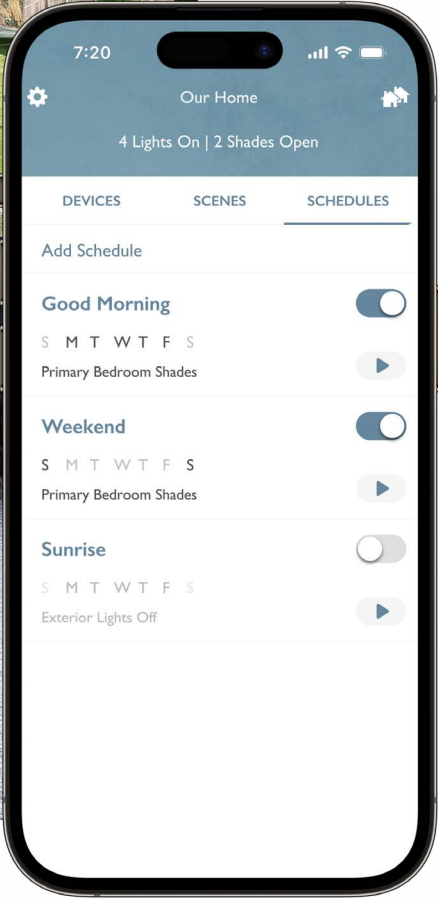 7:20
Our Home
4 Lights On | 2 Shades Open
DEVICES SCENES SCHEDULES
Add Schedule
Good Morning
S M T W T F S
Primary Bedroom Shades
Weekend
S M T W T F S
Primary Bedroom Shades
Sunrise
S M T W T F S
Exterior Lights Off